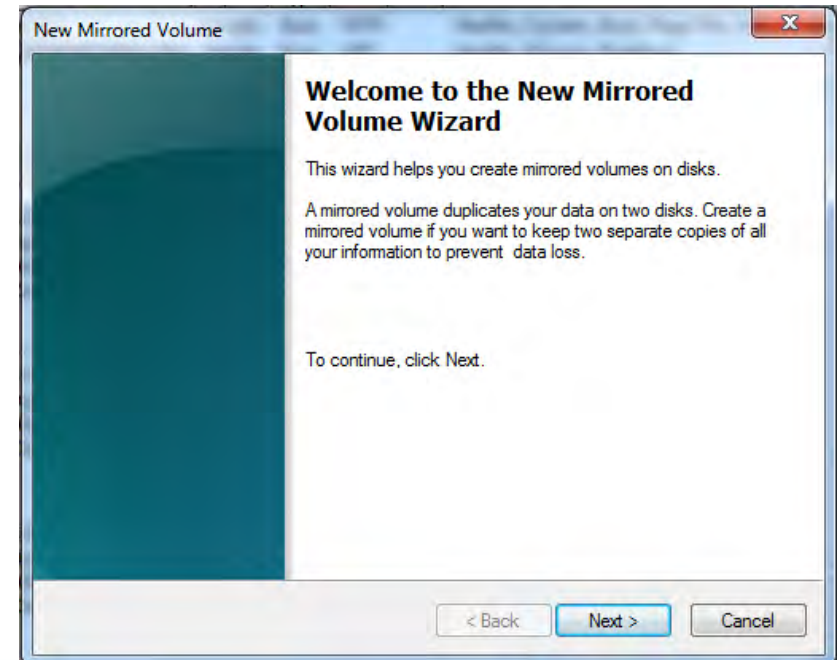 New Mirrored Volume
Welcome to the New Mirrored
Volume Wizard
This wizard helps you create mirrored volumes on disks.
A mirrored volume duplicates your data on two disks. Create a
mirrored volume if you want to keep two separate copies of all
your information to prevent data loss.
To continue, click Next.
< Back Next > Cancel